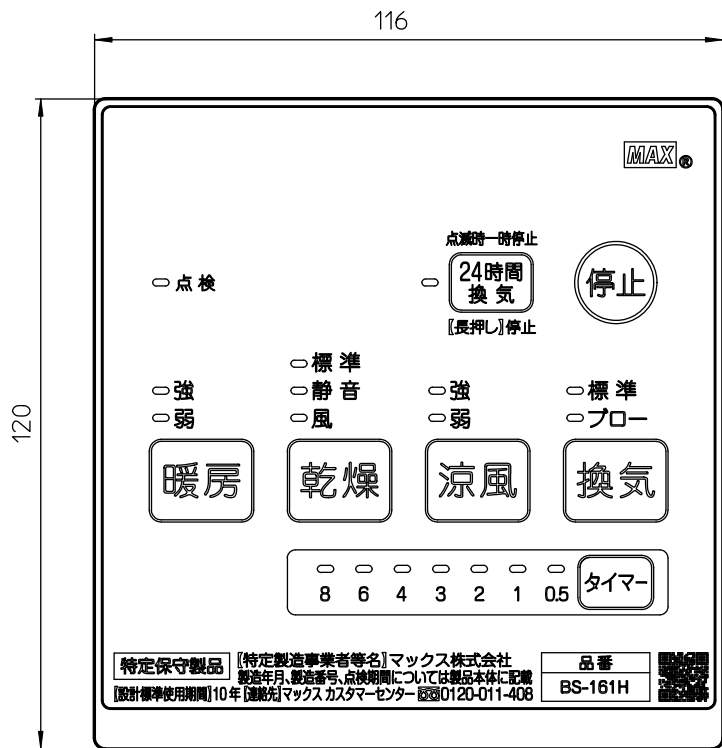 116
120
MAX®
点滅時一時停止
点検
24時間
換気
停止
【長押し】停止
標準
強
静音
強
標準
弱
風
弱
ブロー
暖房
乾燥
涼風
換気
8 6 4 3 2 1 0.5
タイマー
特定保守製品
【特定製造事業者等名】マックス株式会社
製造年月、製造番号、点検期間については製品本体に記載
【設計標準使用期間】10年【連絡先】マックス カスタマーセンター 0120-011-408
品番
BS-161H